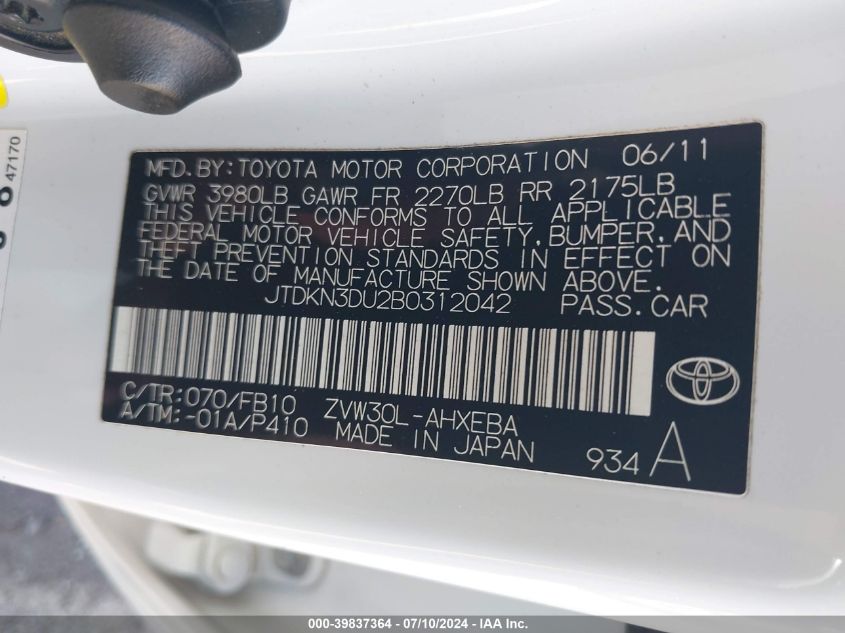 MFD.BY:TOYOTA MOTOR CORPORATION 06/11
GVWR 3980LB GAWR FR 2270LB RR 2175LB
THIS VEHICLE CONFORMS TO ALL APPLICABLE
FEDERAL MOTOR VEHICLE SAFETY,BUMPER,AND
THEFT PREVENTION STANDARDS IN EFFECT ON
THE DATE OF MANUFACTURE SHOWN ABOVE.
JTDKN3DU2B0312042 PASS.CAR
C/TR:070/FB10 ZVW30L-AHXEBA
A/TM:-01A/P410 MADE IN JAPAN
934 A
47170
000-39837364 - 07/10/2024 - IAA Inc.